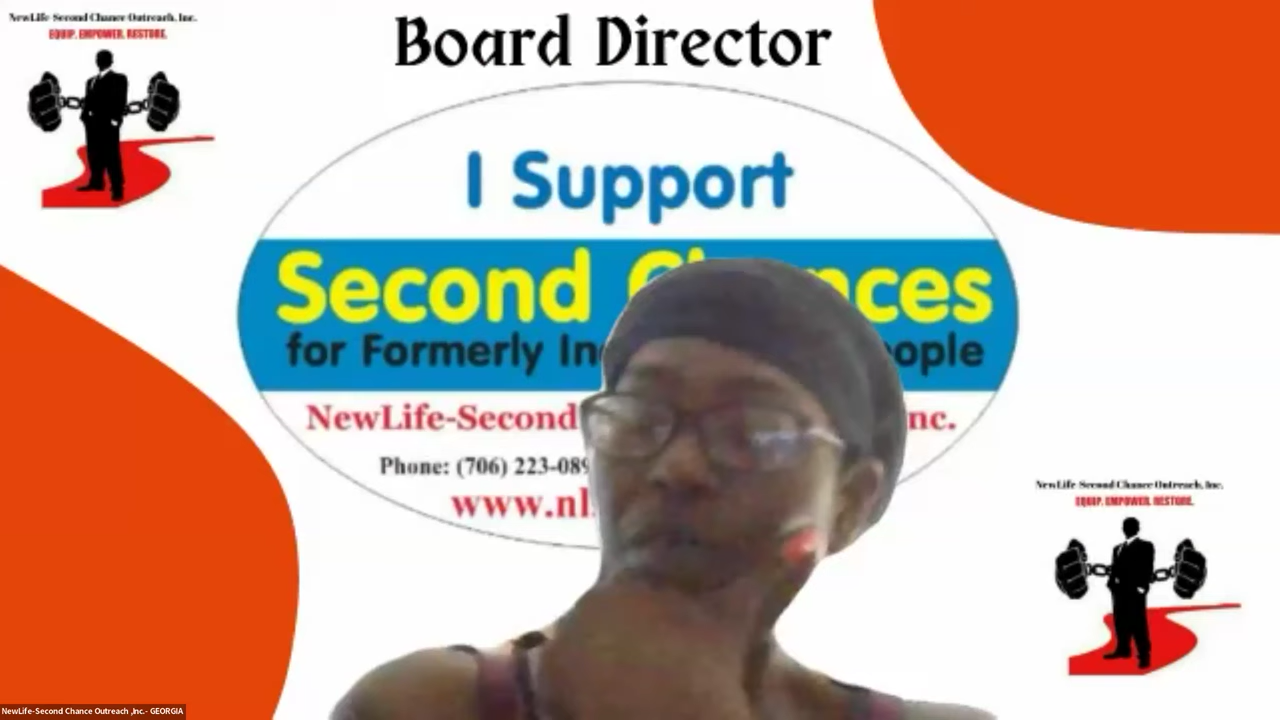 NewLife-Second Chance Outreach, Inc.
EQUIP. EMPOWER. RESTORE.
Board Director
I Support
Second Chances
for Formerly In ople
NewLife-Second nc.
Phone: (706) 223-089
www.nl
NewLife-Second Chance Outreach, Inc.
EQUIP. EMPOWER. RESTORE.
NewLife-Second Chance Outreach ,Inc.- GEORGIA